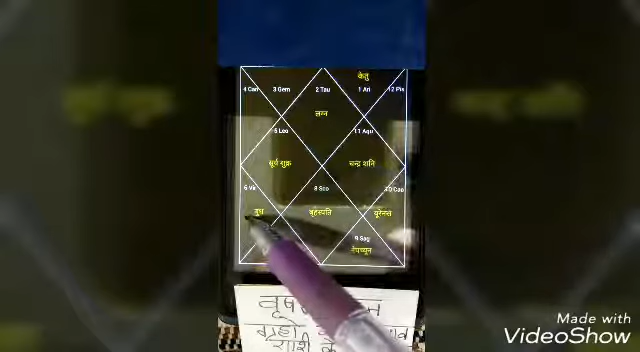 केतु
4 Can 3 Gem 2 Tau 1 Ari 12 Pis
लग्न
5 Leo 11 Aqu
सूर्य शुक्र चन्द्र शनि
6 Vir 8 Sco 10 Cap
बुध बृहस्पति यूरेनस
9 Sag
नेपच्यून
ग्रहो
राशी
Made with
VideoShow